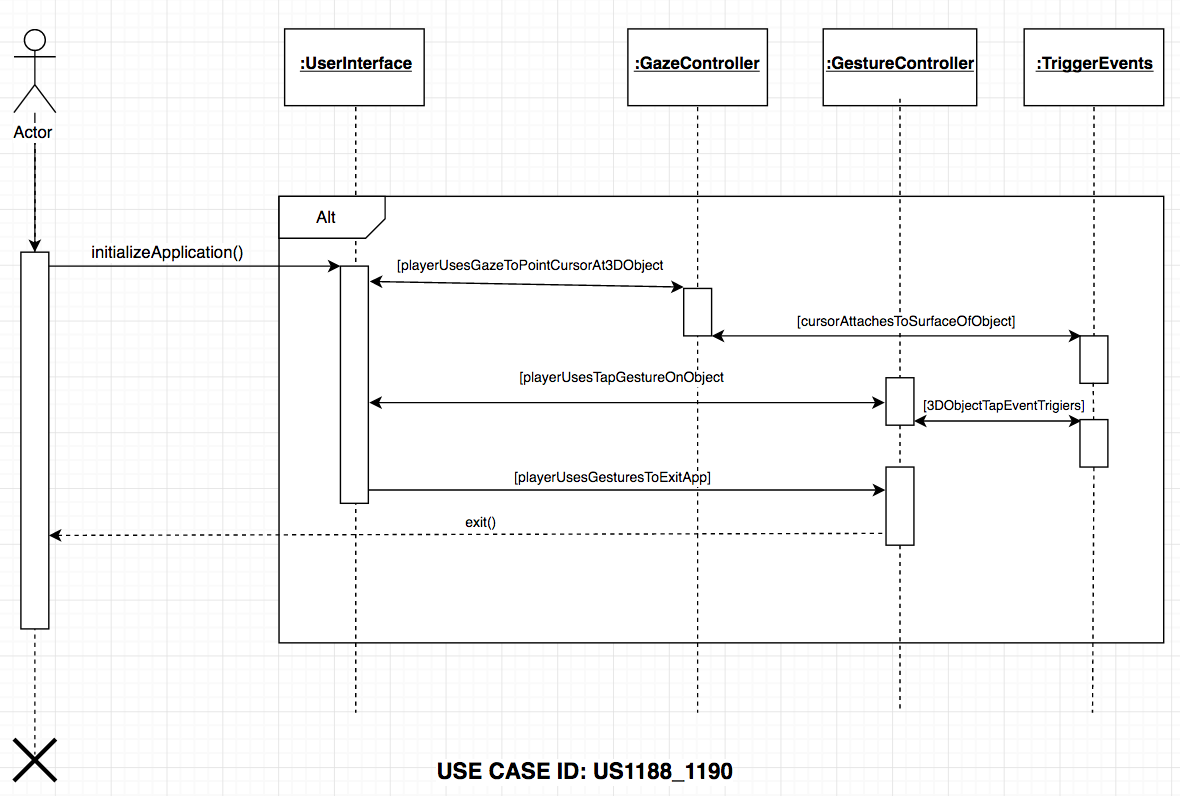 :UserInterface
:GazeController
:GestureController
:TriggerEvents
Actor
Alt
initializeApplication()
[playerUsesGazeToPointCursorAt3DObject
[cursorAttachesToSurfaceOfObject]
[playerUsesTapGestureOnObject
[3DObjectTapEventTrigiers]
[playerUsesGesturesToExitApp]
exit()
USE CASE ID: US1188_1190